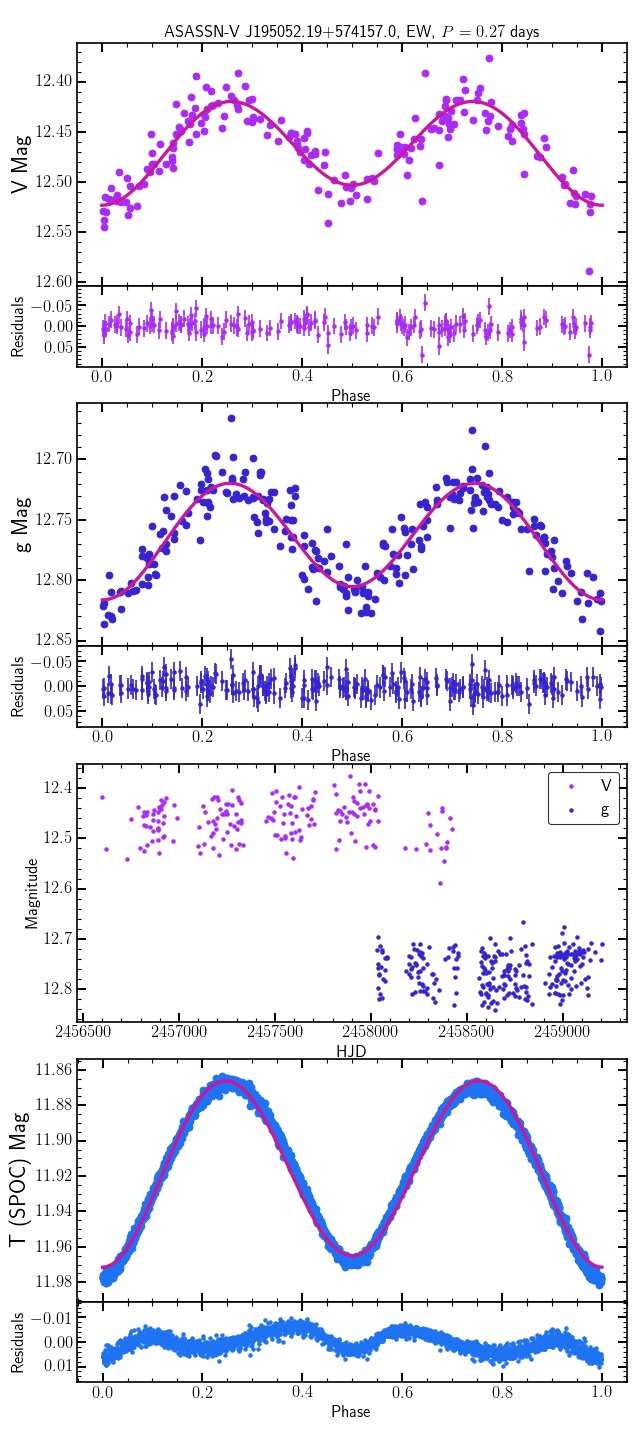 ASASSN-V J195052.19+574157.0, EW, P = 0.27 days
12.40
12.45
12.50
12.55
12.60
V Mag
−0.05
0.00
0.05
Residuals
0.0 0.2 0.4 0.6 0.8 1.0
Phase
12.70
12.75
12.80
12.85
g Mag
−0.05
0.00
0.05
Residuals
0.0 0.2 0.4 0.6 0.8 1.0
Phase
12.4
12.5
12.6
12.7
12.8
Magnitude
V
g
2456500 2457000 2457500 2458000 2458500 2459000
HJD
11.86
11.88
11.90
11.92
11.94
11.96
11.98
T (SPOC) Mag
−0.01
0.00
0.01
Residuals
0.0 0.2 0.4 0.6 0.8 1.0
Phase